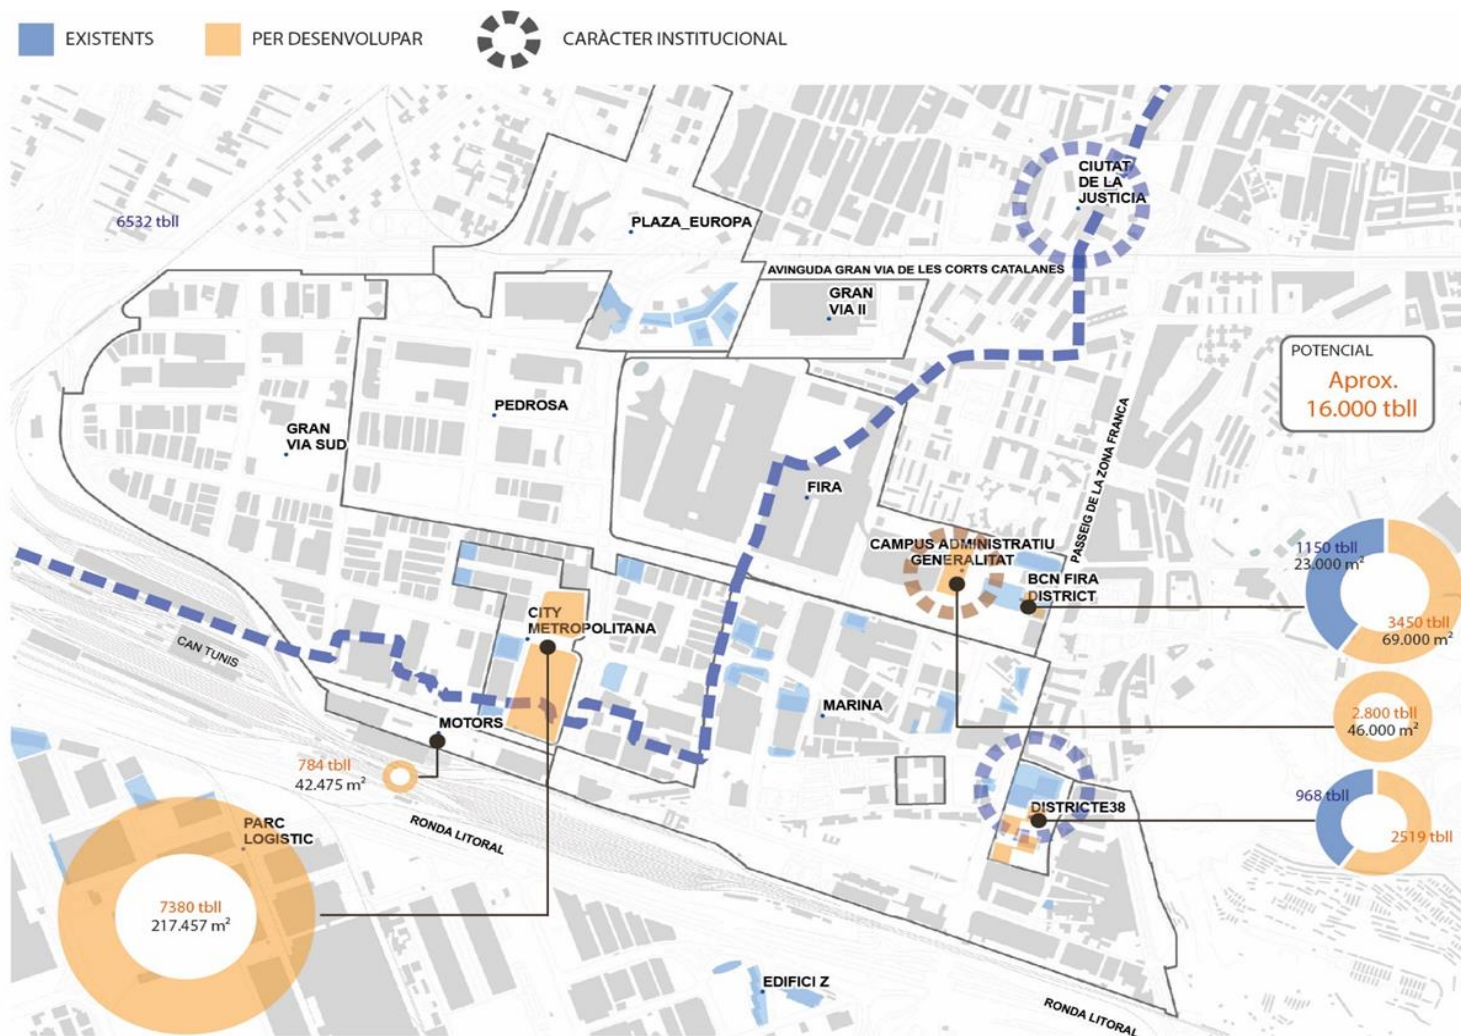 EXISTENTS
PER DESENVOLUPAR
CARÀCTER INSTITUCIONAL
CIUTAT
DE LA
JUSTICIA
6532 tbll
PLAZA_EUROPA
AVINGUDA GRAN VIA DE LES CORTS CATALANES
GRAN
VIA II
POTENCIAL
Aprox.
16.000 tbll
PEDROSA
GRAN
VIA SUD
PASSEIG DE LA ZONA FRANCA
FIRA
CAMPUS ADMINISTRATIU
GENERALITAT
BCN FIRA
DISTRICT
1150 tbll
23.000 m²
3450 tbll
69.000 m²
CITY
METROPOLITANA
CAN TUNIS
MARINA
MOTORS
2.800 tbll
46.000 m²
784 tbll
42.475 m²
968 tbll
2519 tbll
DISTRICTE38
PARC
LOGISTIC
RONDA LITORAL
7380 tbll
217.457 m²
EDIFICI Z
RONDA LITORAL